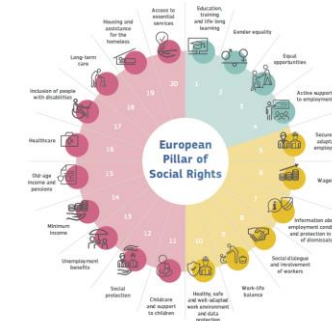 Access to
essential
services
Education,
training
and life-long
learning
Gender equality
Equal
opportunities
Active support
to employment
Secure
adapta
employ
Wage
Information abo
employment condi
and protection in
of dismissals
Social dialogue
and involvement
of workers
Work-life
balance
Healthy, safe
and well-adapted
work environment
and data
protection
Childcare
and support
to children
Social
protection
Unemployment
benefits
Minimum
income
Old-age
income and
pensions
Healthcare
Inclusion of people
with disabilities
Long-term
care
Housing and
assistance
for the
homeless
European
Pillar of
Social Rights
1
2
3
4
5
6
7
8
9
10
11
12
13
14
15
16
17
18
19
20